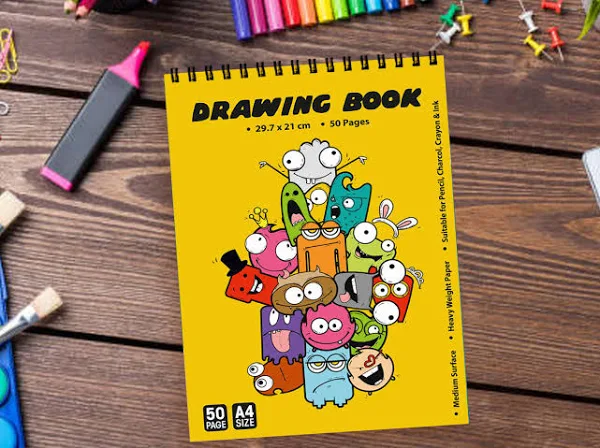 DRAWING BOOK
• 29.7 x 21 cm • 50 Pages
• Medium Surface • Heavy Weight Paper • Suitable for Pencil, Charcol, Crayon & Ink
50
PAGE
A4
SIZE